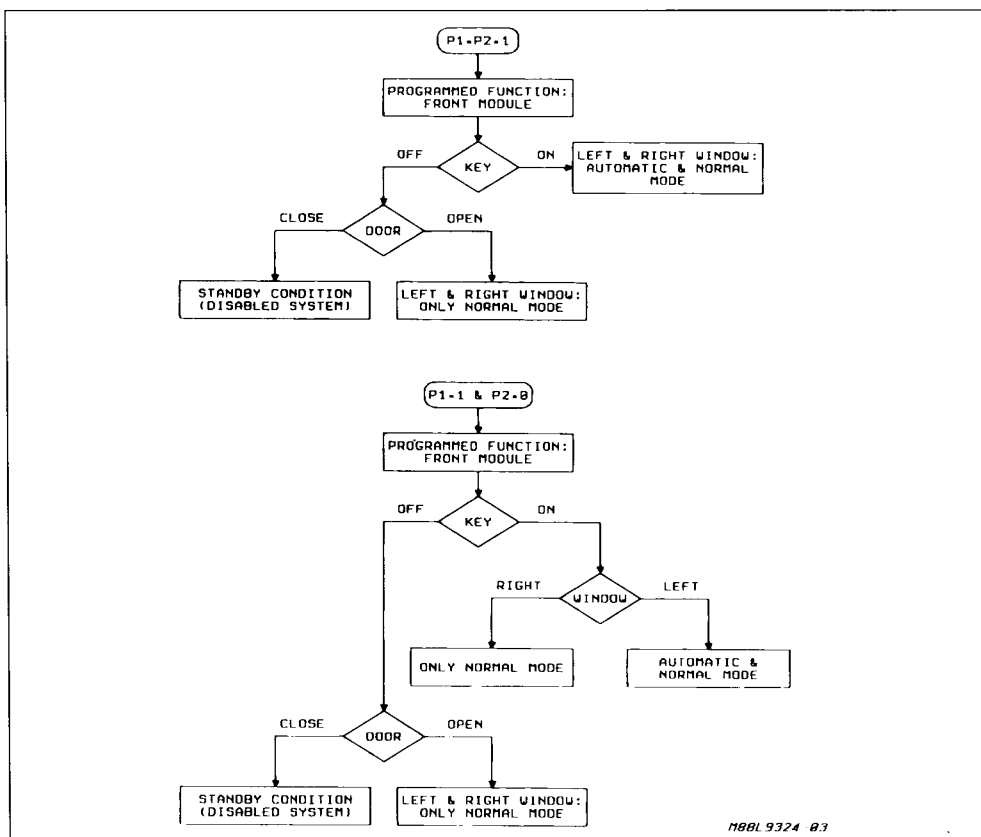 P1=P2=1
PROGRAMMED FUNCTION:
FRONT MODULE
OFF
KEY
ON
LEFT & RIGHT WINDOW:
AUTOMATIC & NORMAL
MODE
CLOSE
DOOR
OPEN
STANDBY CONDITION
(DISABLED SYSTEM)
LEFT & RIGHT WINDOW:
ONLY NORMAL MODE
P1=1 & P2=0
PROGRAMMED FUNCTION:
FRONT MODULE
OFF
KEY
ON
RIGHT
WINDOW
LEFT
ONLY NORMAL MODE
AUTOMATIC &
NORMAL MODE
CLOSE
DOOR
OPEN
STANDBY CONDITION
(DISABLED SYSTEM)
LEFT & RIGHT WINDOW:
ONLY NORMAL MODE
M88L9324-03